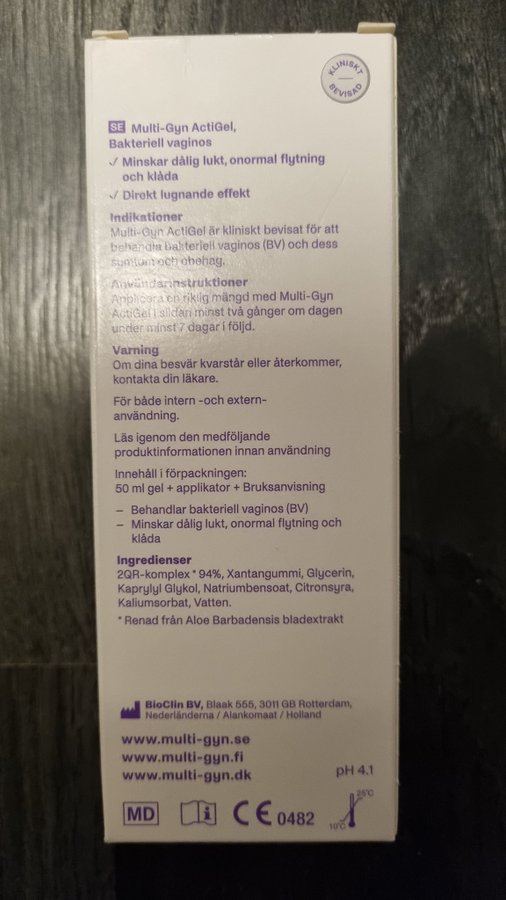 KLINISKT
BEVISAD
SE Multi-Gyn ActiGel,
Bakteriell vaginos
✓ Minskar dålig lukt, onormal flytning
och klåda
✓ Direkt lugnande effekt
Indikationer
Multi-Gyn ActiGel är kliniskt bevisat för att
behandla bakteriell vaginos (BV) och dess
symtom och obehag.
Användarinstruktioner
Applicera en riklig mängd med Multi-Gyn
ActiGel i slidan minst två gånger om dagen
under minst 7 dagar i följd.
Varning
Om dina besvär kvarstår eller återkommer,
kontakta din läkare.
För både intern -och extern-
användning.
Läs igenom den medföljande
produktinformationen innan användning
Innehåll i förpackningen:
50 ml gel + applikator + Bruksanvisning
– Behandlar bakteriell vaginos (BV)
– Minskar dålig lukt, onormal flytning och
klåda
Ingredienser
2QR-komplex * 94%, Xantangummi, Glycerin,
Kaprylyl Glykol, Natriumbensoat, Citronsyra,
Kaliumsorbat, Vatten.
* Renad från Aloe Barbadensis bladextrakt
BioClin BV, Blaak 555, 3011 GB Rotterdam,
Nederländerna / Alankomaat / Holland
www.multi-gyn.se
www.multi-gyn.fi
www.multi-gyn.dk
pH 4.1
MD i CE 0482 10°C 25°C